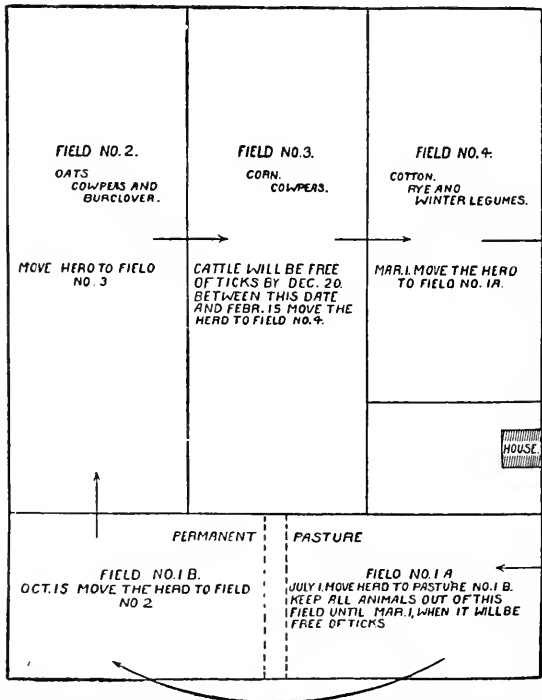 FIELD NO. 2.
OATS
COWPEAS AND
BURCLOVER.
MOVE HERD TO FIELD
NO. 3
FIELD NO. 3.
CORN.
COWPEAS.
CATTLE WILL BE FREE
OF TICKS BY DEC. 20.
BETWEEN THIS DATE
AND FEBR. 15 MOVE THE
HERD TO FIELD NO. 4.
FIELD NO. 4.
COTTON.
RYE AND
WINTER LEGUMES.
MAR. 1. MOVE THE HERD
TO FIELD NO. 1A.
HOUSE.
PERMANENT PASTURE
FIELD NO. 1 B.
OCT. 15 MOVE THE HERD TO FIELD
NO 2
FIELD NO. 1 A
JULY 1. MOVE HERD TO PASTURE NO. 1 B.
KEEP ALL ANIMALS OUT OF THIS
FIELD UNTIL MAR. 1, WHEN IT WILL BE
FREE OF TICKS